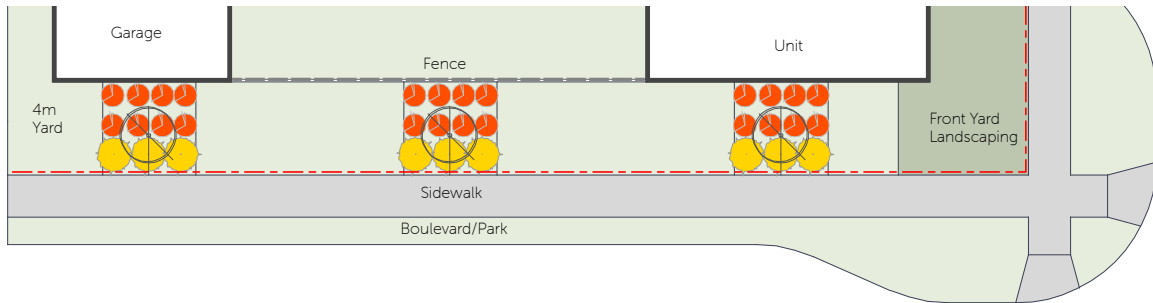 Garage
Unit
Fence
4m
Yard
Front Yard
Landscaping
Sidewalk
Boulevard/Park